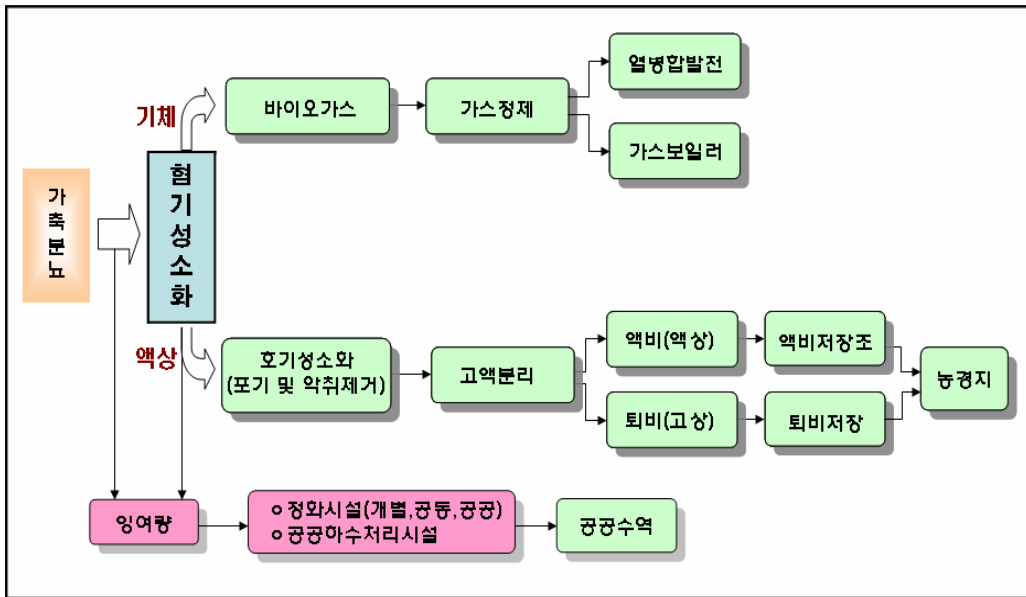 가축분뇨
혐기성소화
기체
바이오가스
가스정제
열병합발전
가스보일러
액상
호기성소화
(포기 및 악취제거)
고액분리
액비(액상)
액비저장조
퇴비(고상)
퇴비저장
농경지
잉여량
o 정화시설(개별,공동,공공)
o 공공하수처리시설
공공수역